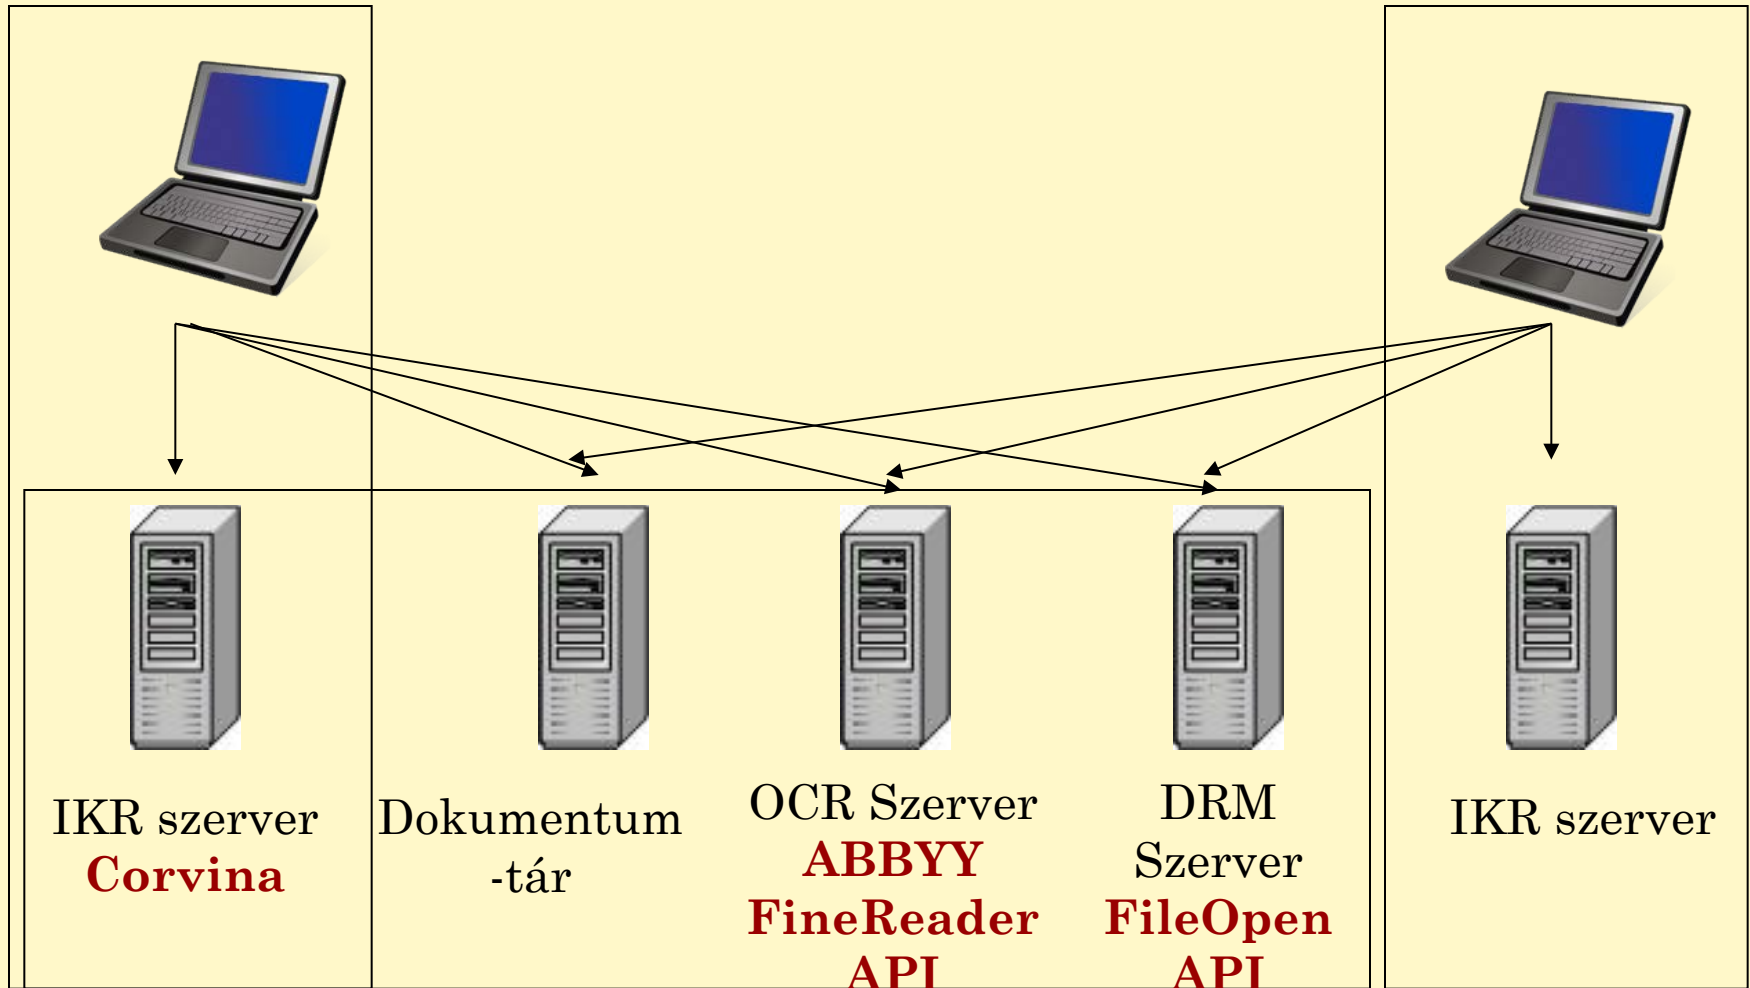 IKR szerver
Corvina
Dokumentum
-tár
OCR Szerver
ABBYY
FineReader
API
DRM
Szerver
FileOpen
API
IKR szerver